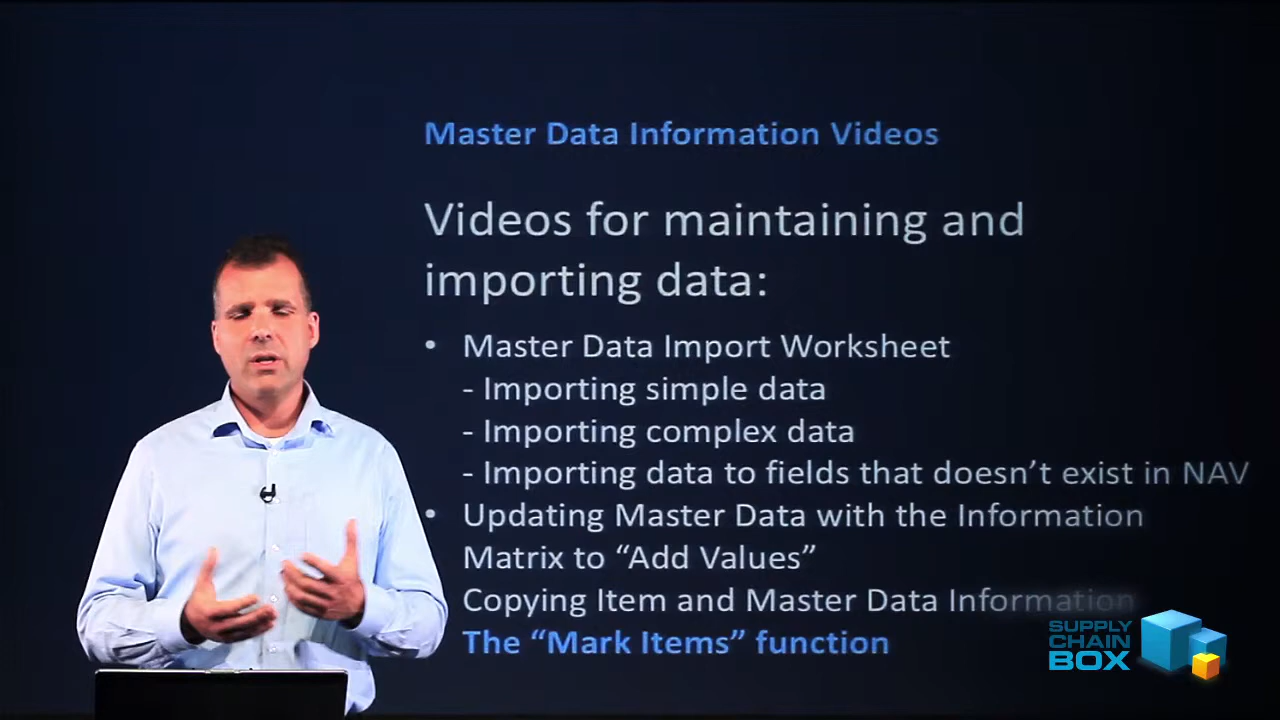 Master Data Information Videos
Videos for maintaining and
importing data:
• Master Data Import Worksheet
- Importing simple data
- Importing complex data
- Importing data to fields that doesn’t exist in NAV
• Updating Master Data with the Information
Matrix to “Add Values”
Copying Item and Master Data Information
The “Mark Items” function
SUPPLY
CHAIN
BOX